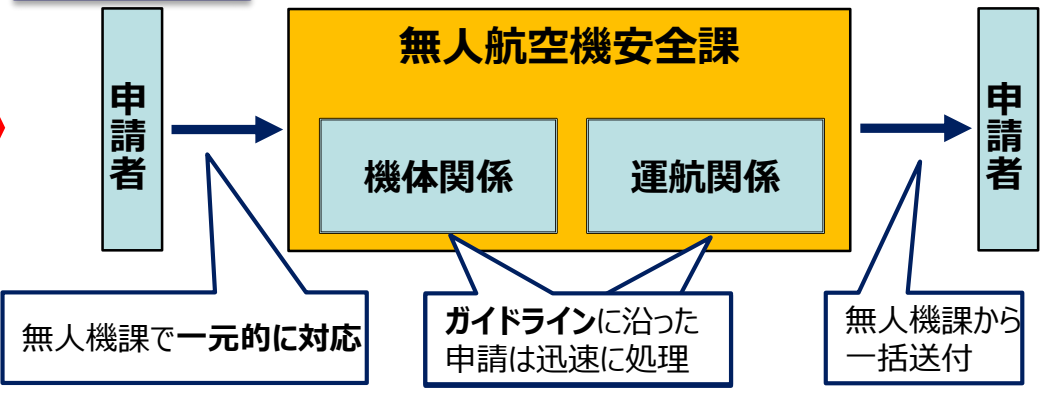 無人航空機安全課
申請者
機体関係
運航関係
申請者
無人機課で一元的に対応
ガイドラインに沿った
申請は迅速に処理
無人機課から
一括送付